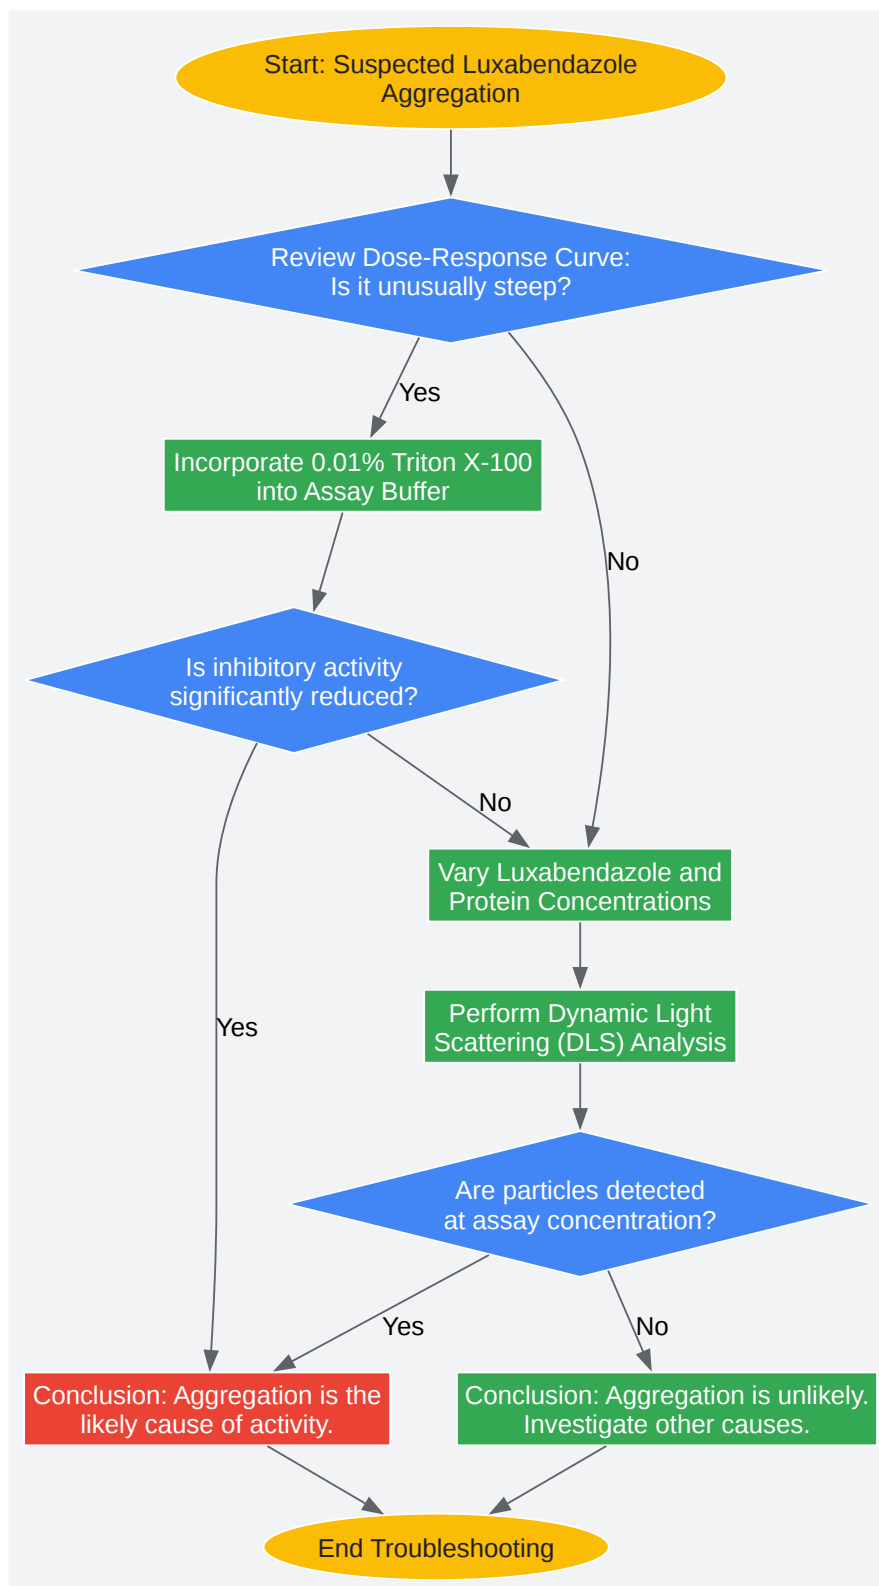 Start: Suspected Luxabendazole
Aggregation
Review Dose-Response Curve:
Is it unusually steep?
Yes
Incorporate 0.01% Triton X-100
into Assay Buffer
No
Is inhibitory activity
significantly reduced?
No
Vary Luxabendazole and
Protein Concentrations
Perform Dynamic Light
Scattering (DLS) Analysis
Yes
Are particles detected
at assay concentration?
Yes
No
Conclusion: Aggregation is the
likely cause of activity.
Conclusion: Aggregation is unlikely.
Investigate other causes.
End Troubleshooting